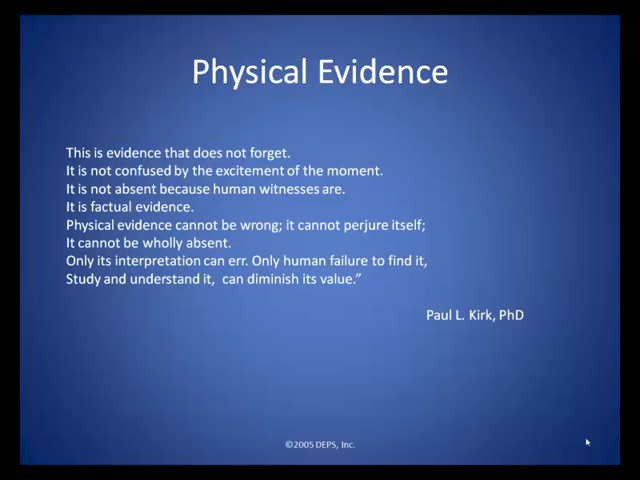 Physical Evidence
This is evidence that does not forget.
It is not confused by the excitement of the moment.
It is not absent because human witnesses are.
It is factual evidence.
Physical evidence cannot be wrong; it cannot perjure itself;
It cannot be wholly absent.
Only its interpretation can err. Only human failure to find it,
Study and understand it,  can diminish its value.”
Paul L. Kirk, PhD
©2005 DEPS, Inc.